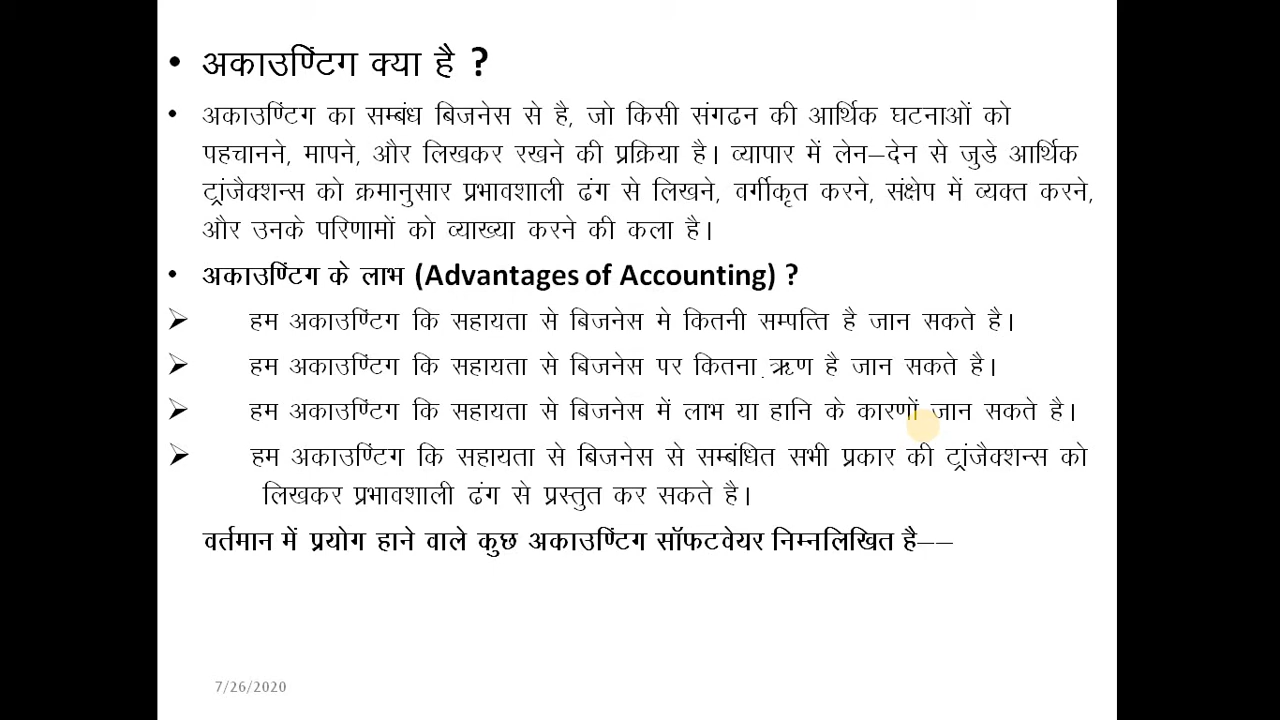 • अकाउण्टिंग क्या है ?
• अकाउण्टिंग का सम्बंध बिजनेस से है, जो किसी संगढन की आर्थिक घटनाओं को
पहचानने, मापने, और लिखकर रखने की प्रक्रिया है। व्यापार में लेन–देन से जुडे आर्थिक
ट्रांजैक्शन्स को क्रमानुसार प्रभावशाली ढंग से लिखने, वर्गीकृत करने, संक्षेप में व्यक्त करने,
और उनके परिणामों को व्याख्या करने की कला है।
• अकाउण्टिंग के लाभ (Advantages of Accounting) ?
➢ हम अकाउण्टिंग कि सहायता से बिजनेस मे कितनी सम्पत्ति है जान सकते है।
➢ हम अकाउण्टिंग कि सहायता से बिजनेस पर कितना ऋण है जान सकते है।
➢ हम अकाउण्टिंग कि सहायता से बिजनेस में लाभ या हानि के कारणों जान सकते है।
➢ हम अकाउण्टिंग कि सहायता से बिजनेस से सम्बंधित सभी प्रकार की ट्रांजैक्शन्स को
लिखकर प्रभावशाली ढंग से प्रस्तुत कर सकते है।
वर्तमान में प्रयोग हाने वाले कुछ अकाउण्टिंग सॉफटवेयर निम्नलिखित है––
7/26/2020